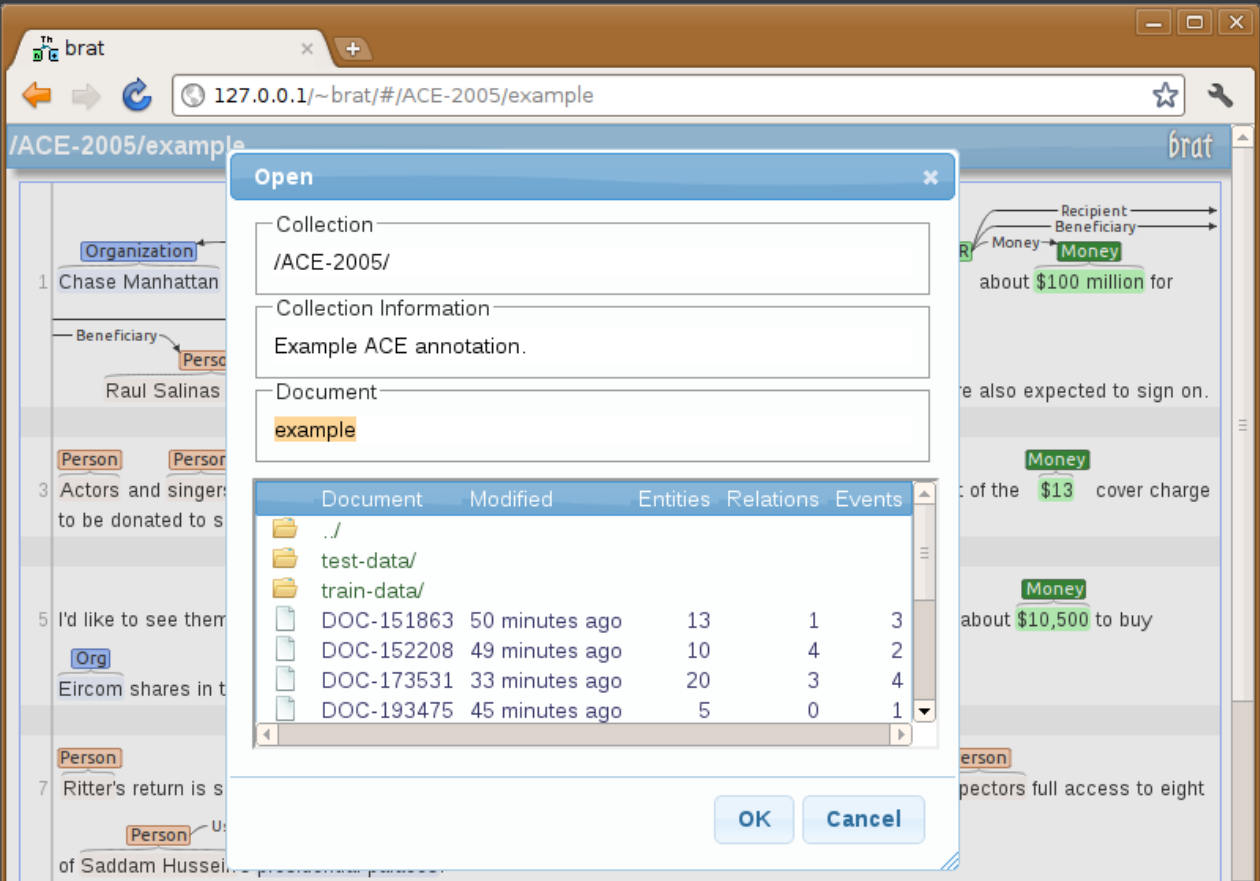 brat
127.0.0.1/~brat/#/ACE-2005/example
/ACE-2005/example
brat
Open
Collection
/ACE-2005/
Collection Information
Example ACE annotation.
Document
example
Document Modified Entities Relations Events
../
test-data/
train-data/
DOC-151863 50 minutes ago 13 1 3
DOC-152208 49 minutes ago 10 4 2
DOC-173531 33 minutes ago 20 3 4
DOC-193475 45 minutes ago 5 0 1
OK Cancel
Recipient
Beneficiary
Organization
Money Money
1 Chase Manhattan about $100 million for
Beneficiary
Raul Salinas also expected to sign on.
Person Money
3 Actors and of the $13 cover charge
to be donated to
Money
5 I'd like to see them about $10,500 to buy
Org
Eircom shares in
Person
7 Ritter's return is full access to eight
Person
of Saddam